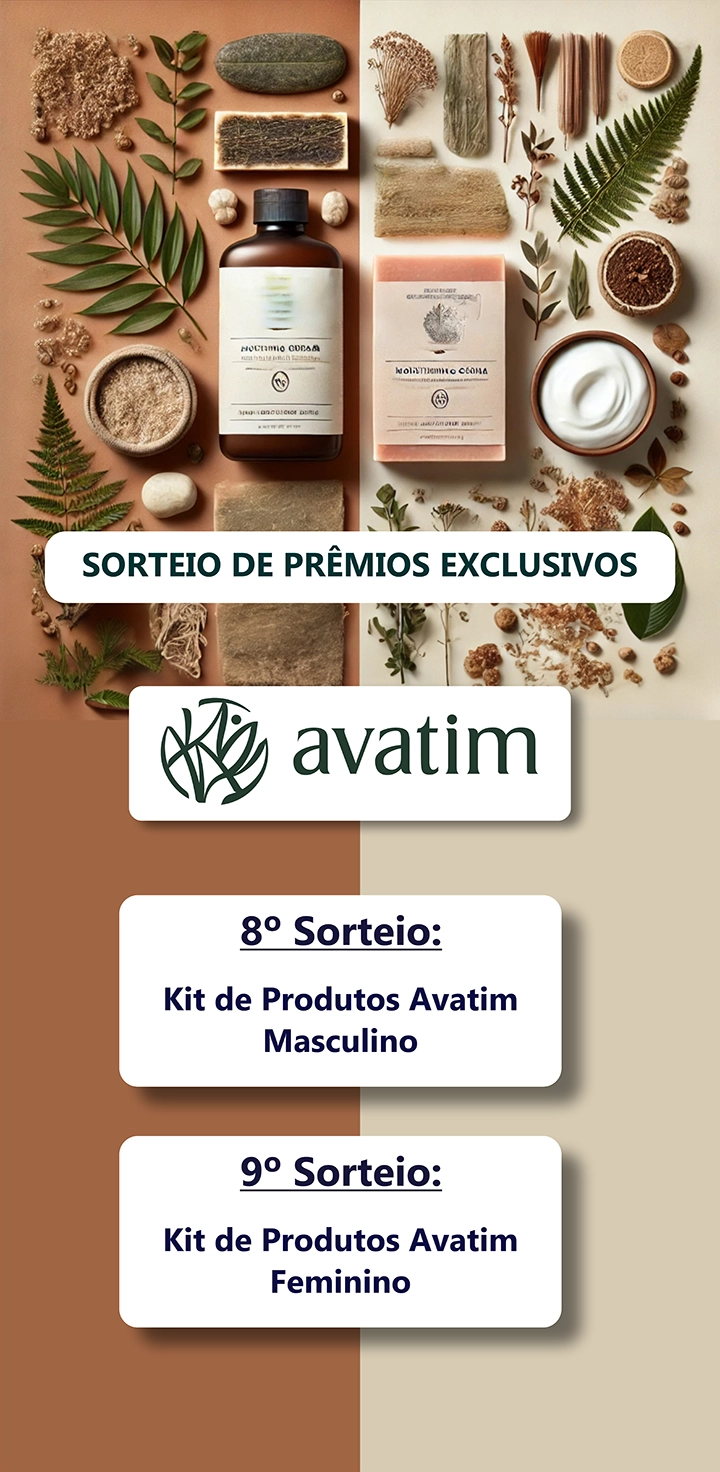 SORTEIO DE PRÊMIOS EXCLUSIVOS
avatim
8º Sorteio:
Kit de Produtos Avatim
Masculino
9º Sorteio:
Kit de Produtos Avatim
Feminino